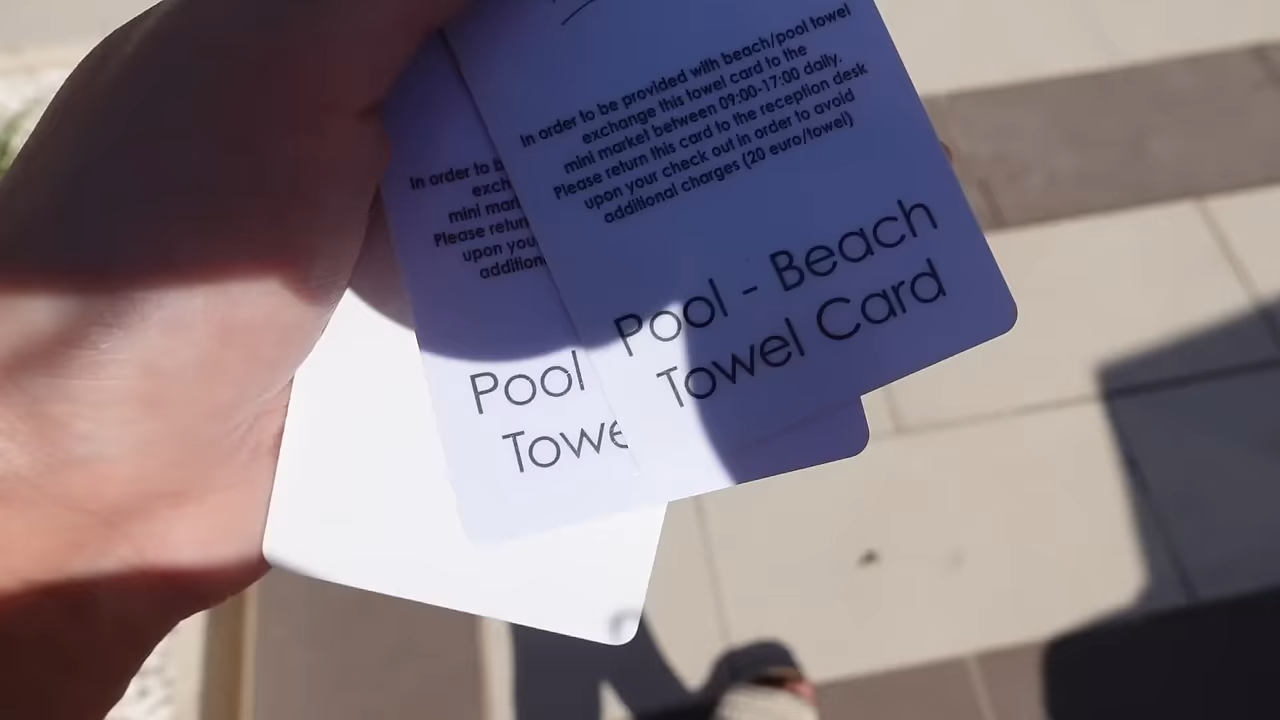 In order to be provided with beach/pool towel
exchange this towel card to the
mini market between 09:00-17:00 daily.
Please return this card to the reception desk
upon your check out in order to avoid
additional charges (20 euro/towel)
Pool - Beach
Towel Card
In order to b
exch
mini mar
Please return
upon you
addition
Pool
Towe